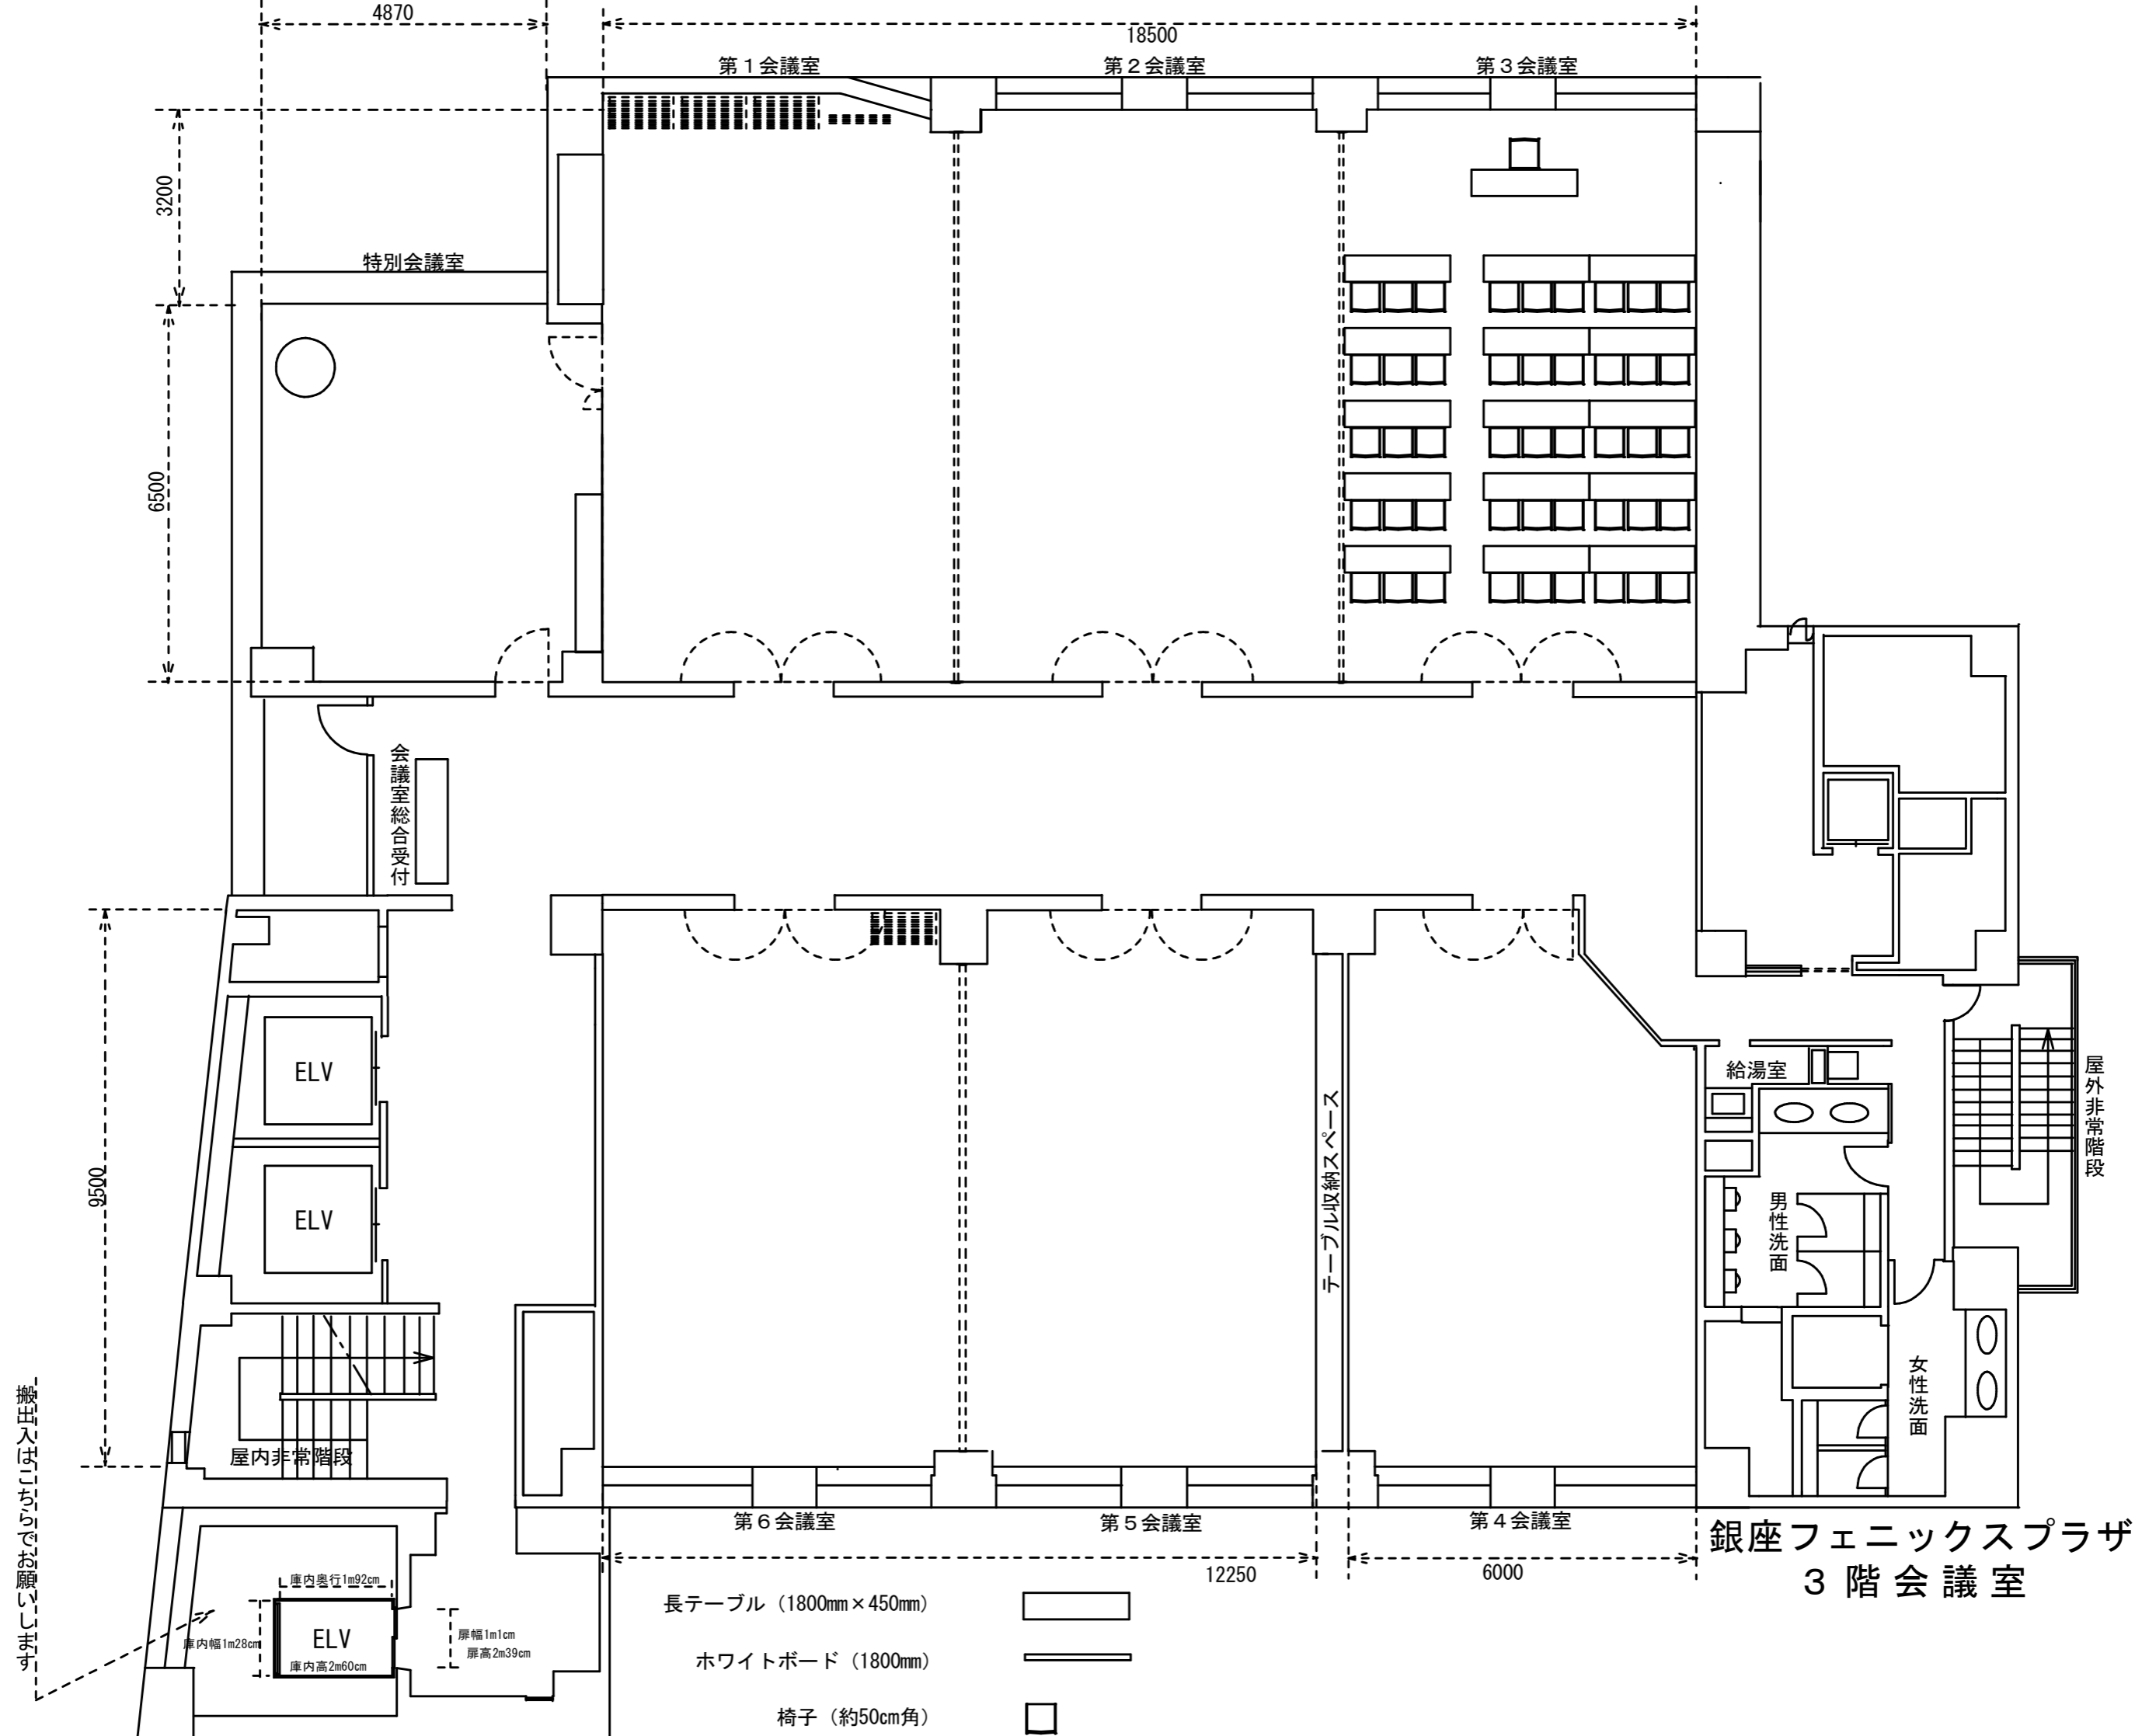 4870
18500
第１会議室
第２会議室
第３会議室
3200
特別会議室
6500
会議室総合受付
ELV
ELV
9500
給湯室
屋外非常階段
テーブル収納スペース
男性洗面
女性洗面
屋内非常階段
搬出入はこちらでお願いします
第６会議室
第５会議室
第４会議室
12250
6000
銀座フェニックスプラザ
３階会議室
庫内奥行1m92cm
庫内幅1m28cm
ELV
庫内高2m60cm
扉幅1m1cm
扉高2m39cm
長テーブル（1800mm×450mm）
ホワイトボード（1800mm）
椅子（約50cm角）